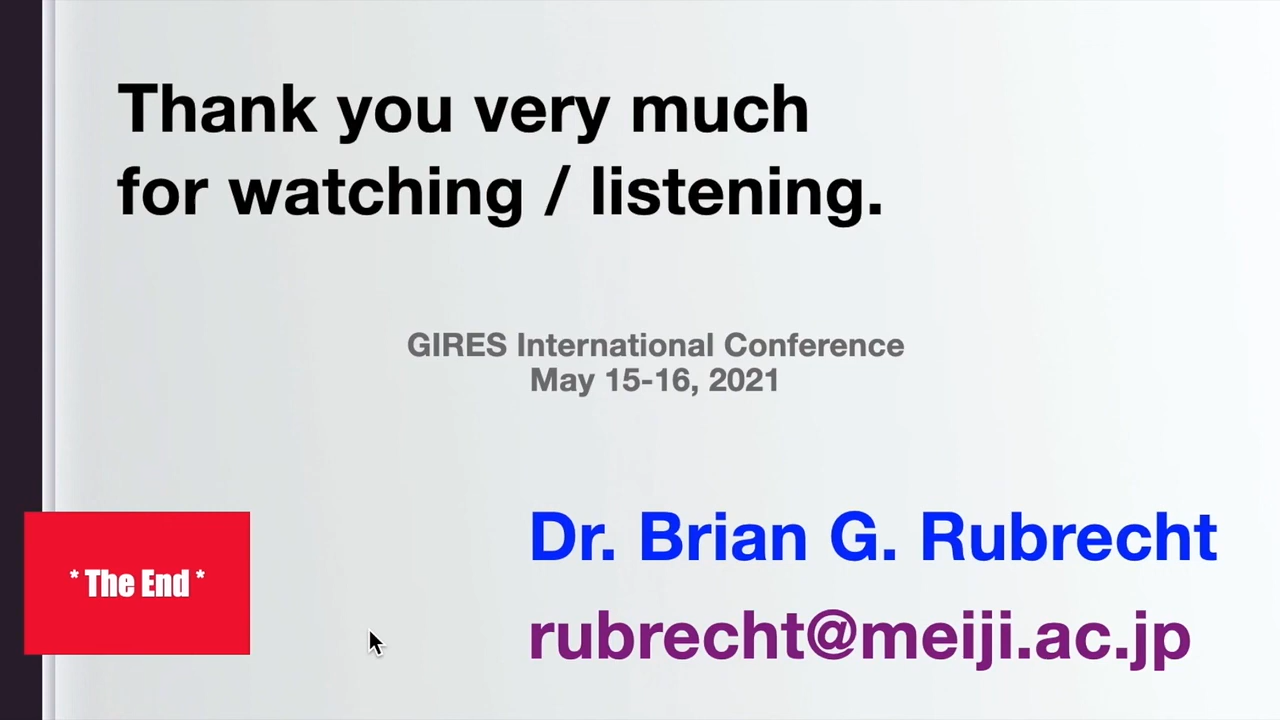 Thank you very much
for watching / listening.
GIRES International Conference
May 15-16, 2021
Dr. Brian G. Rubrecht
* The End *
rubrecht@meiji.ac.jp